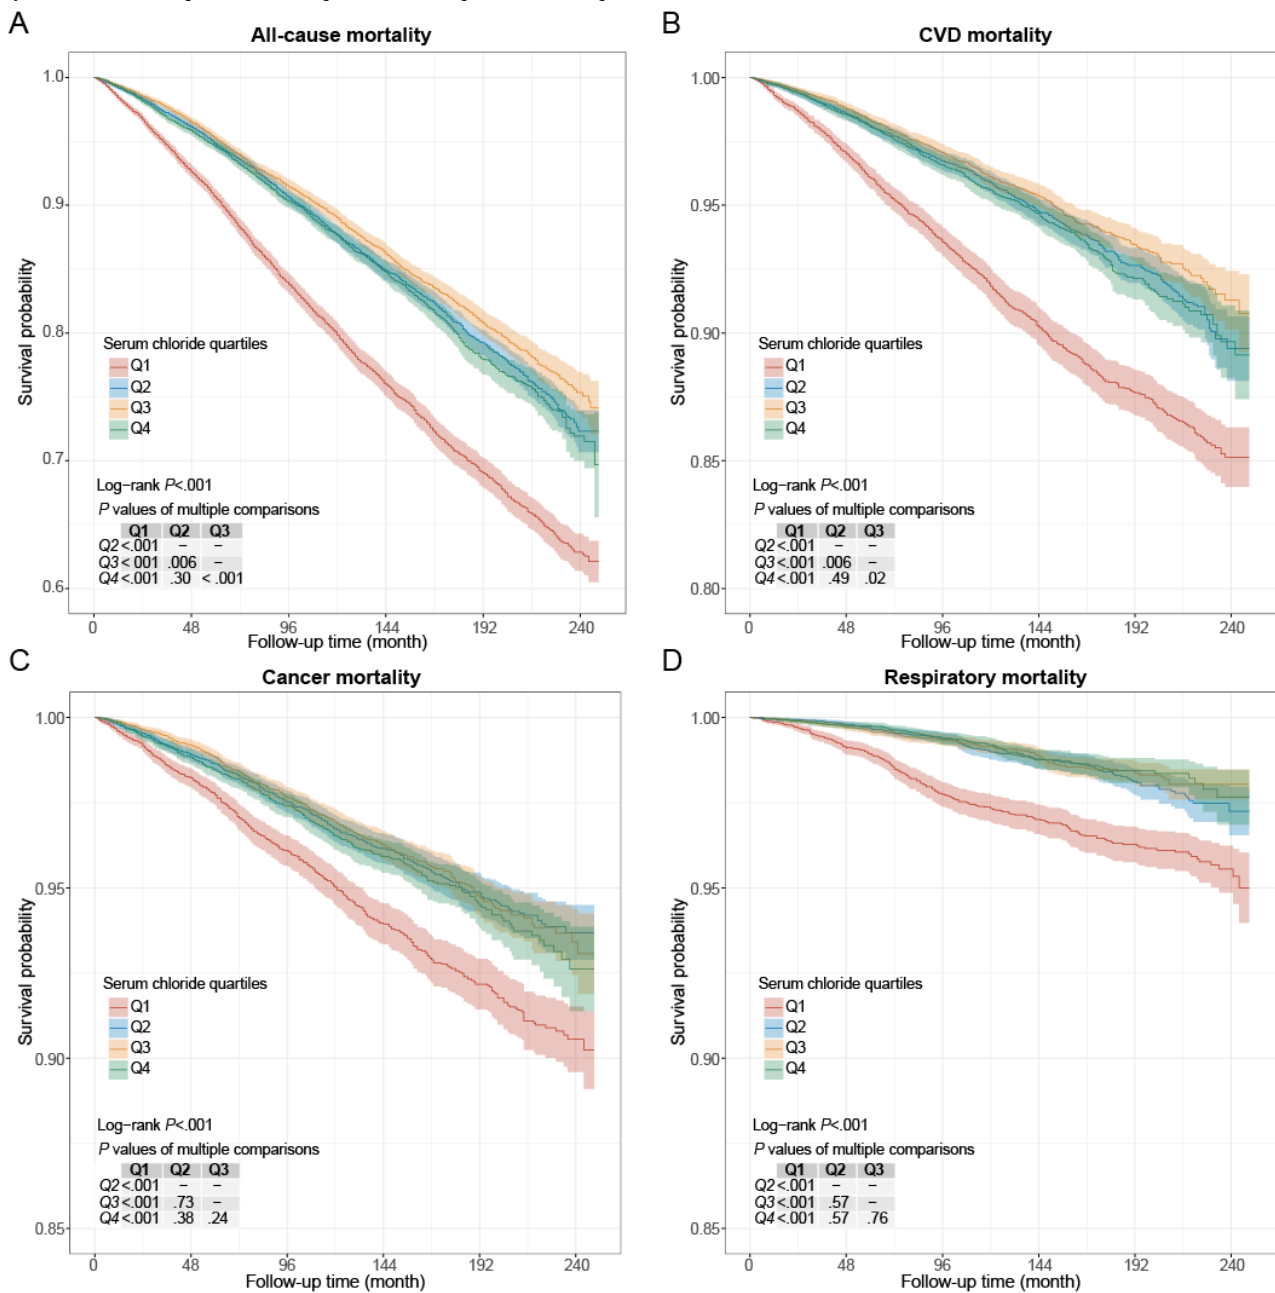 A
All-cause mortality
Survival probability
1.0
0.9
0.8
0.7
0.6
Serum chloride quartiles
Q1
Q2
Q3
Q4
Log−rank P<.001
P values of multiple comparisons
Q1 Q2 Q3
Q2 <.001 − −
Q3 <.001 .006 −
Q4 <.001 .30 < .001
0 48 96 144 192 240
Follow-up time (month)
B
CVD mortality
Survival probability
1.00
0.95
0.90
0.85
0.80
Serum chloride quartiles
Q1
Q2
Q3
Q4
Log−rank P<.001
P values of multiple comparisons
Q1 Q2 Q3
Q2 <.001 − −
Q3 <.001 .006 −
Q4 <.001 .49 .02
0 48 96 144 192 240
Follow-up time (month)
C
Cancer mortality
Survival probability
1.00
0.95
0.90
0.85
Serum chloride quartiles
Q1
Q2
Q3
Q4
Log−rank P<.001
P values of multiple comparisons
Q1 Q2 Q3
Q2 <.001 − −
Q3 <.001 .73 −
Q4 <.001 .38 .24
0 48 96 144 192 240
Follow-up time (month)
D
Respiratory mortality
Survival probability
1.00
0.95
0.90
0.85
Serum chloride quartiles
Q1
Q2
Q3
Q4
Log−rank P<.001
P values of multiple comparisons
Q1 Q2 Q3
Q2 <.001 − −
Q3 <.001 .57 −
Q4 <.001 .57 .76
0 48 96 144 192 240
Follow-up time (month)